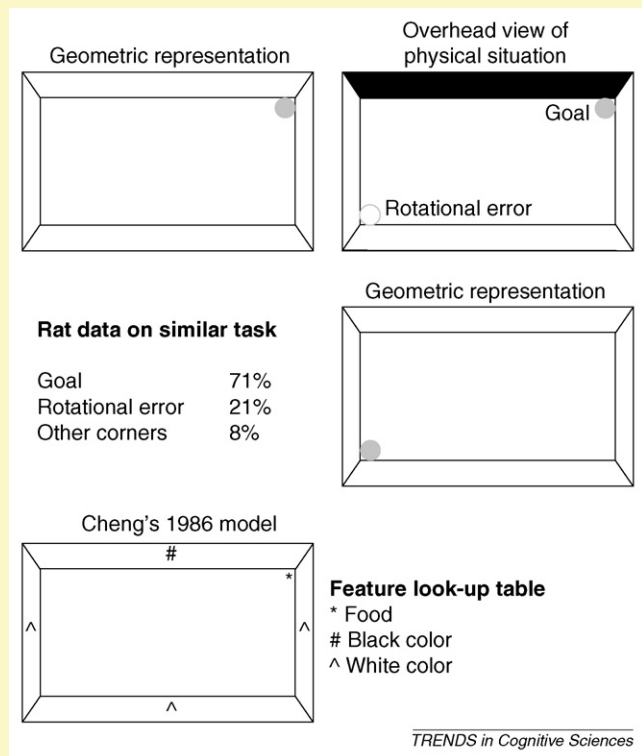 Geometric representation
Overhead view of
physical situation
Goal
Rotational error
Geometric representation
Rat data on similar task
Goal 71%
Rotational error 21%
Other corners 8%
Cheng's 1986 model
#
*
^ ^
^
Feature look-up table
* Food
# Black color
^ White color
TRENDS in Cognitive Sciences